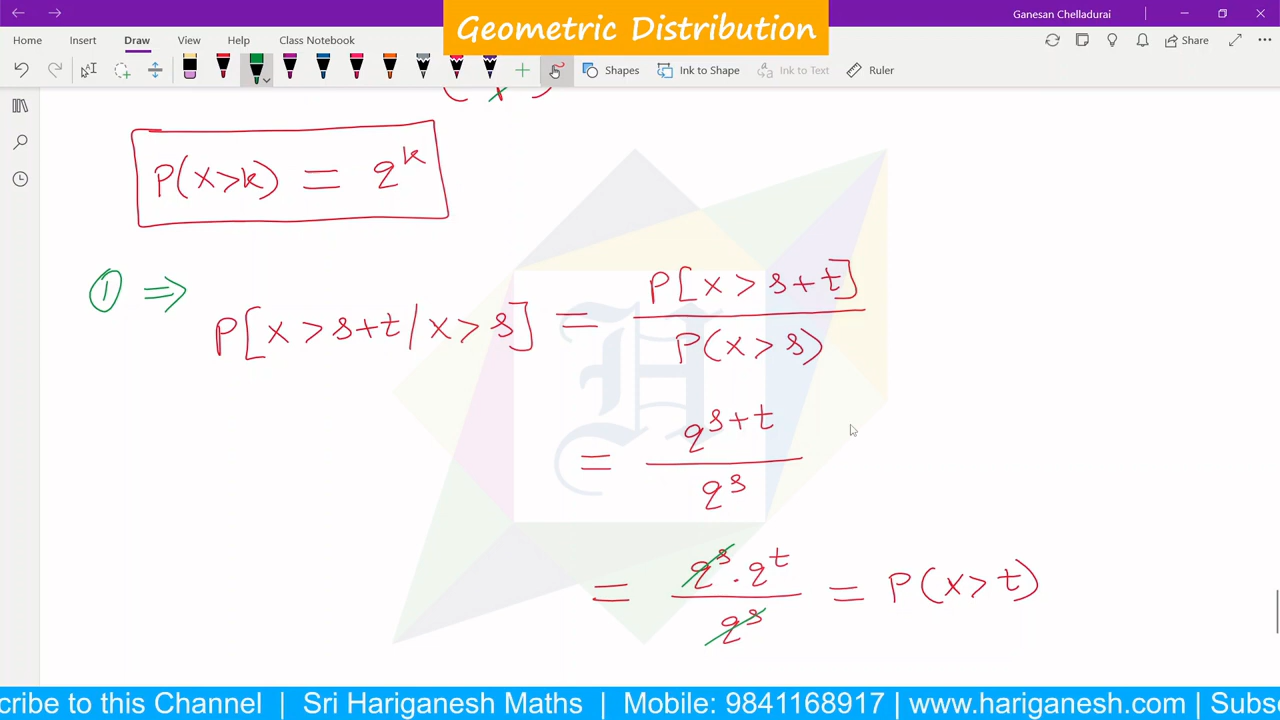 Geometric Distribution
Ganesan Chelladurai
Home Insert Draw View Help Class Notebook
Share
Shapes Ink to Shape Ink to Text Ruler
P(X>k) = q^k
① ⇒
P[X>s+t/X>s] = P[X>s+t] / P(X>s)
= q^(s+t) / q^s
= q^s · q^t / q^s = P(X>t)
cribe to this Channel | Sri Hariganesh Maths | Mobile: 9841168917 | www.hariganesh.com | Subs